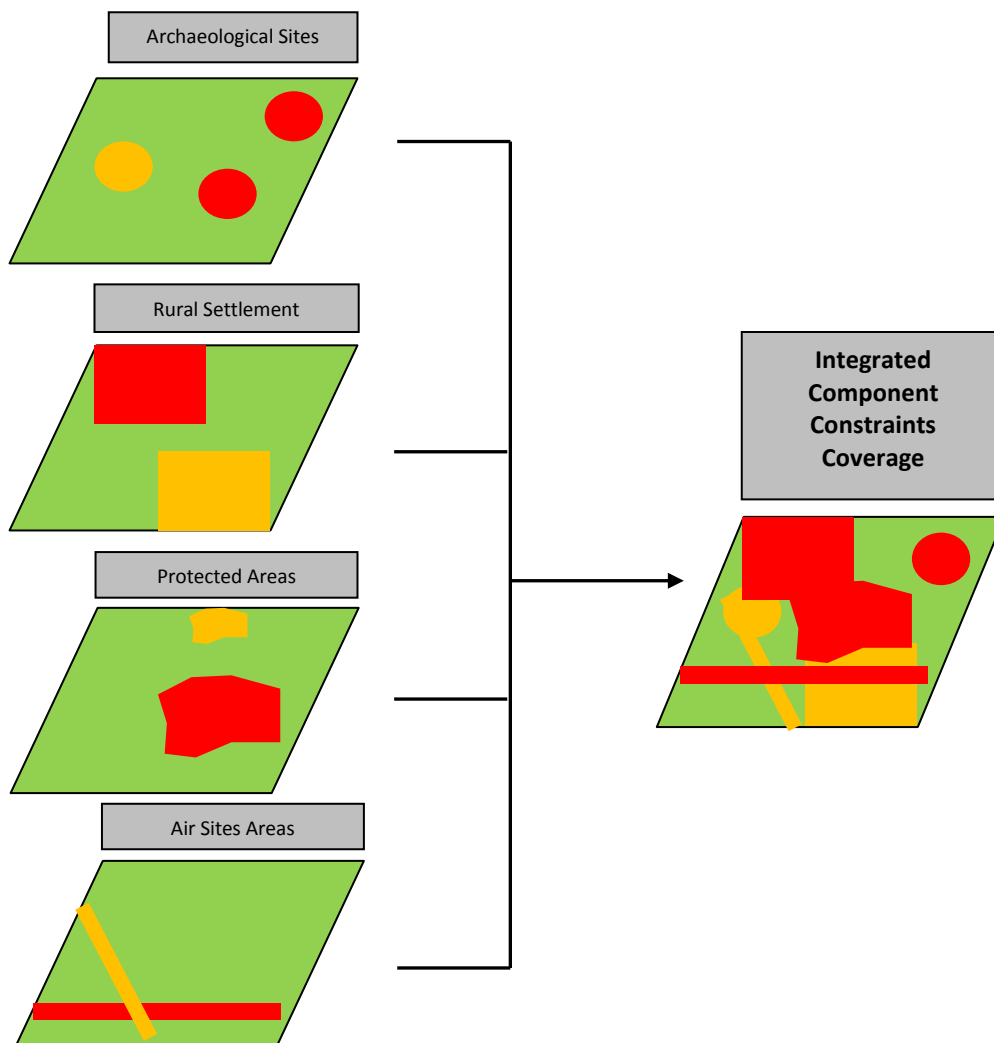 Archaeological Sites
Rural Settlement
Integrated
Component
Constraints
Coverage
Protected Areas
Air Sites Areas